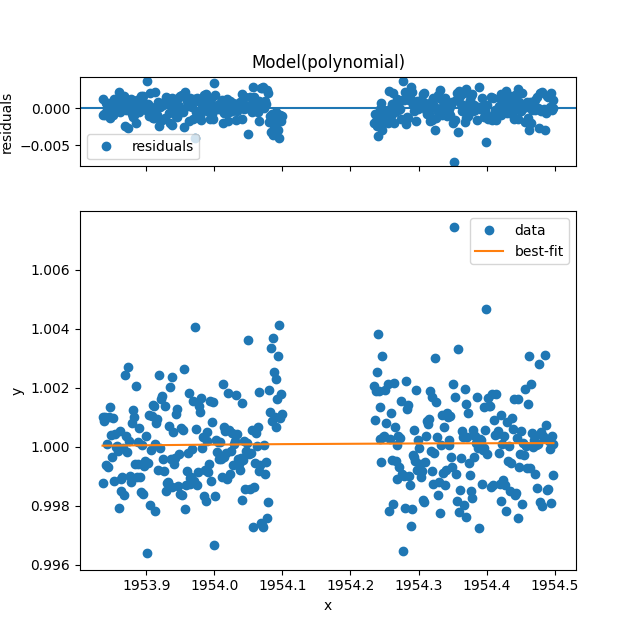 Model(polynomial)
residuals
0.000
−0.005
residuals
y
1.006
1.004
1.002
1.000
0.998
0.996
data
best-fit
1953.9
1954.0
1954.1
1954.2
1954.3
1954.4
1954.5
x